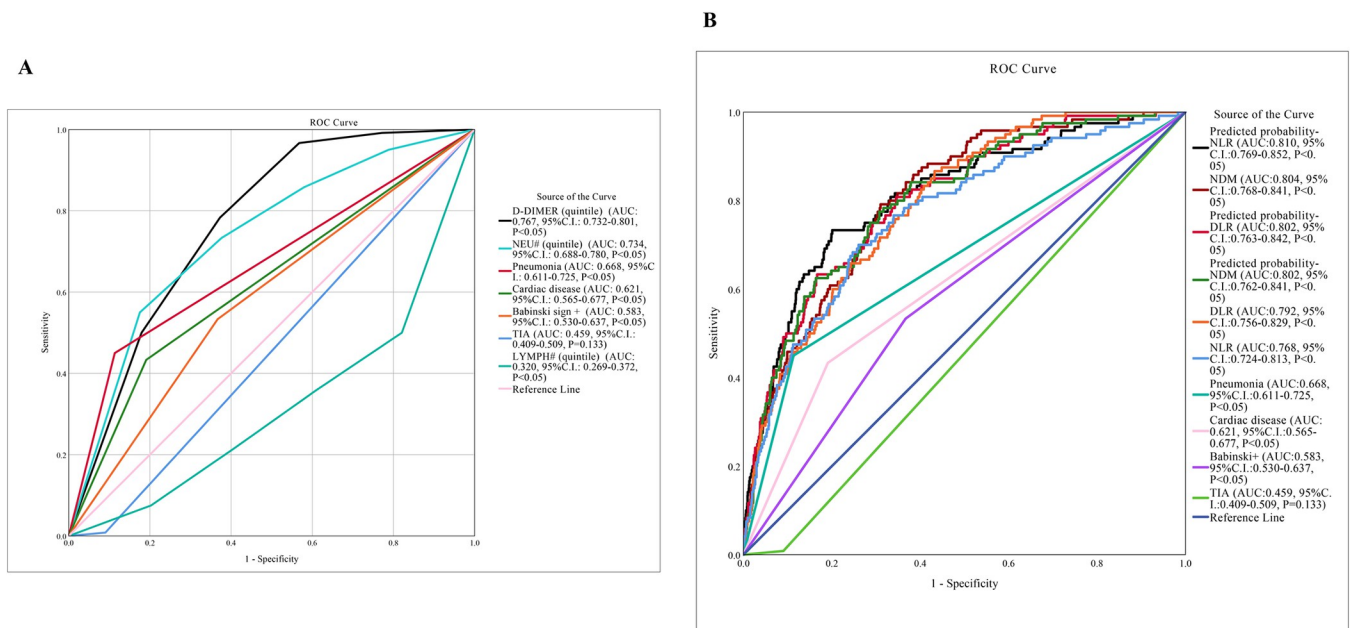 A
ROC Curve
1.0
0.8
0.6
0.4
0.2
0.0
Sensitivity
0.0
0.2
0.4
0.6
0.8
1.0
1 - Specificity
Source of the Curve
D-DIMER (quintile) (AUC:
0.767, 95%C.I.: 0.732-0.801,
P<0.05)
NEU# (quintile) (AUC: 0.734,
95%C.I.: 0.688-0.780, P<0.05)
Pneumonia (AUC: 0.668, 95%C
I.: 0.611-0.725, P<0.05)
Cardiac disease (AUC: 0.621,
95%C.I.: 0.565-0.677, P<0.05)
Babinski sign + (AUC: 0.583,
95%C.I.: 0.530-0.637, P<0.05)
TIA (AUC: 0.459, 95%C.I.:
0.409-0.509, P=0.133)
LYMPH# (quintile) (AUC:
0.320, 95%C.I.: 0.269-0.372,
P<0.05)
Reference Line
B
ROC Curve
1.0
0.8
0.6
0.4
0.2
0.0
Sensitivity
0.0
0.2
0.4
0.6
0.8
1.0
1 - Specificity
Source of the Curve
Predicted probability-
NLR (AUC:0.810, 95%
C.I.:0.769-0.852, P<0.
05)
NDM (AUC:0.804, 95%
C.I.:0.768-0.841, P<0.
05)
Predicted probability-
DLR (AUC:0.802, 95%
C.I.:0.763-0.842, P<0.
05)
Predicted probability-
NDM (AUC:0.802, 95%
C.I.:0.762-0.841, P<0.
05)
DLR (AUC:0.792, 95%
C.I.:0.756-0.829, P<0.
05)
NLR (AUC:0.768, 95%
C.I.:0.724-0.813, P<0.
05)
Pneumonia (AUC:0.668,
95%C.I.:0.611-0.725,
P<0.05)
Cardiac disease (AUC:
0.621, 95%C.I.:0.565-
0.677, P<0.05)
Babinski+ (AUC:0.583,
95%C.I.:0.530-0.637,
P<0.05)
TIA (AUC:0.459, 95%C.
I.:0.409-0.509, P=0.133)
Reference Line